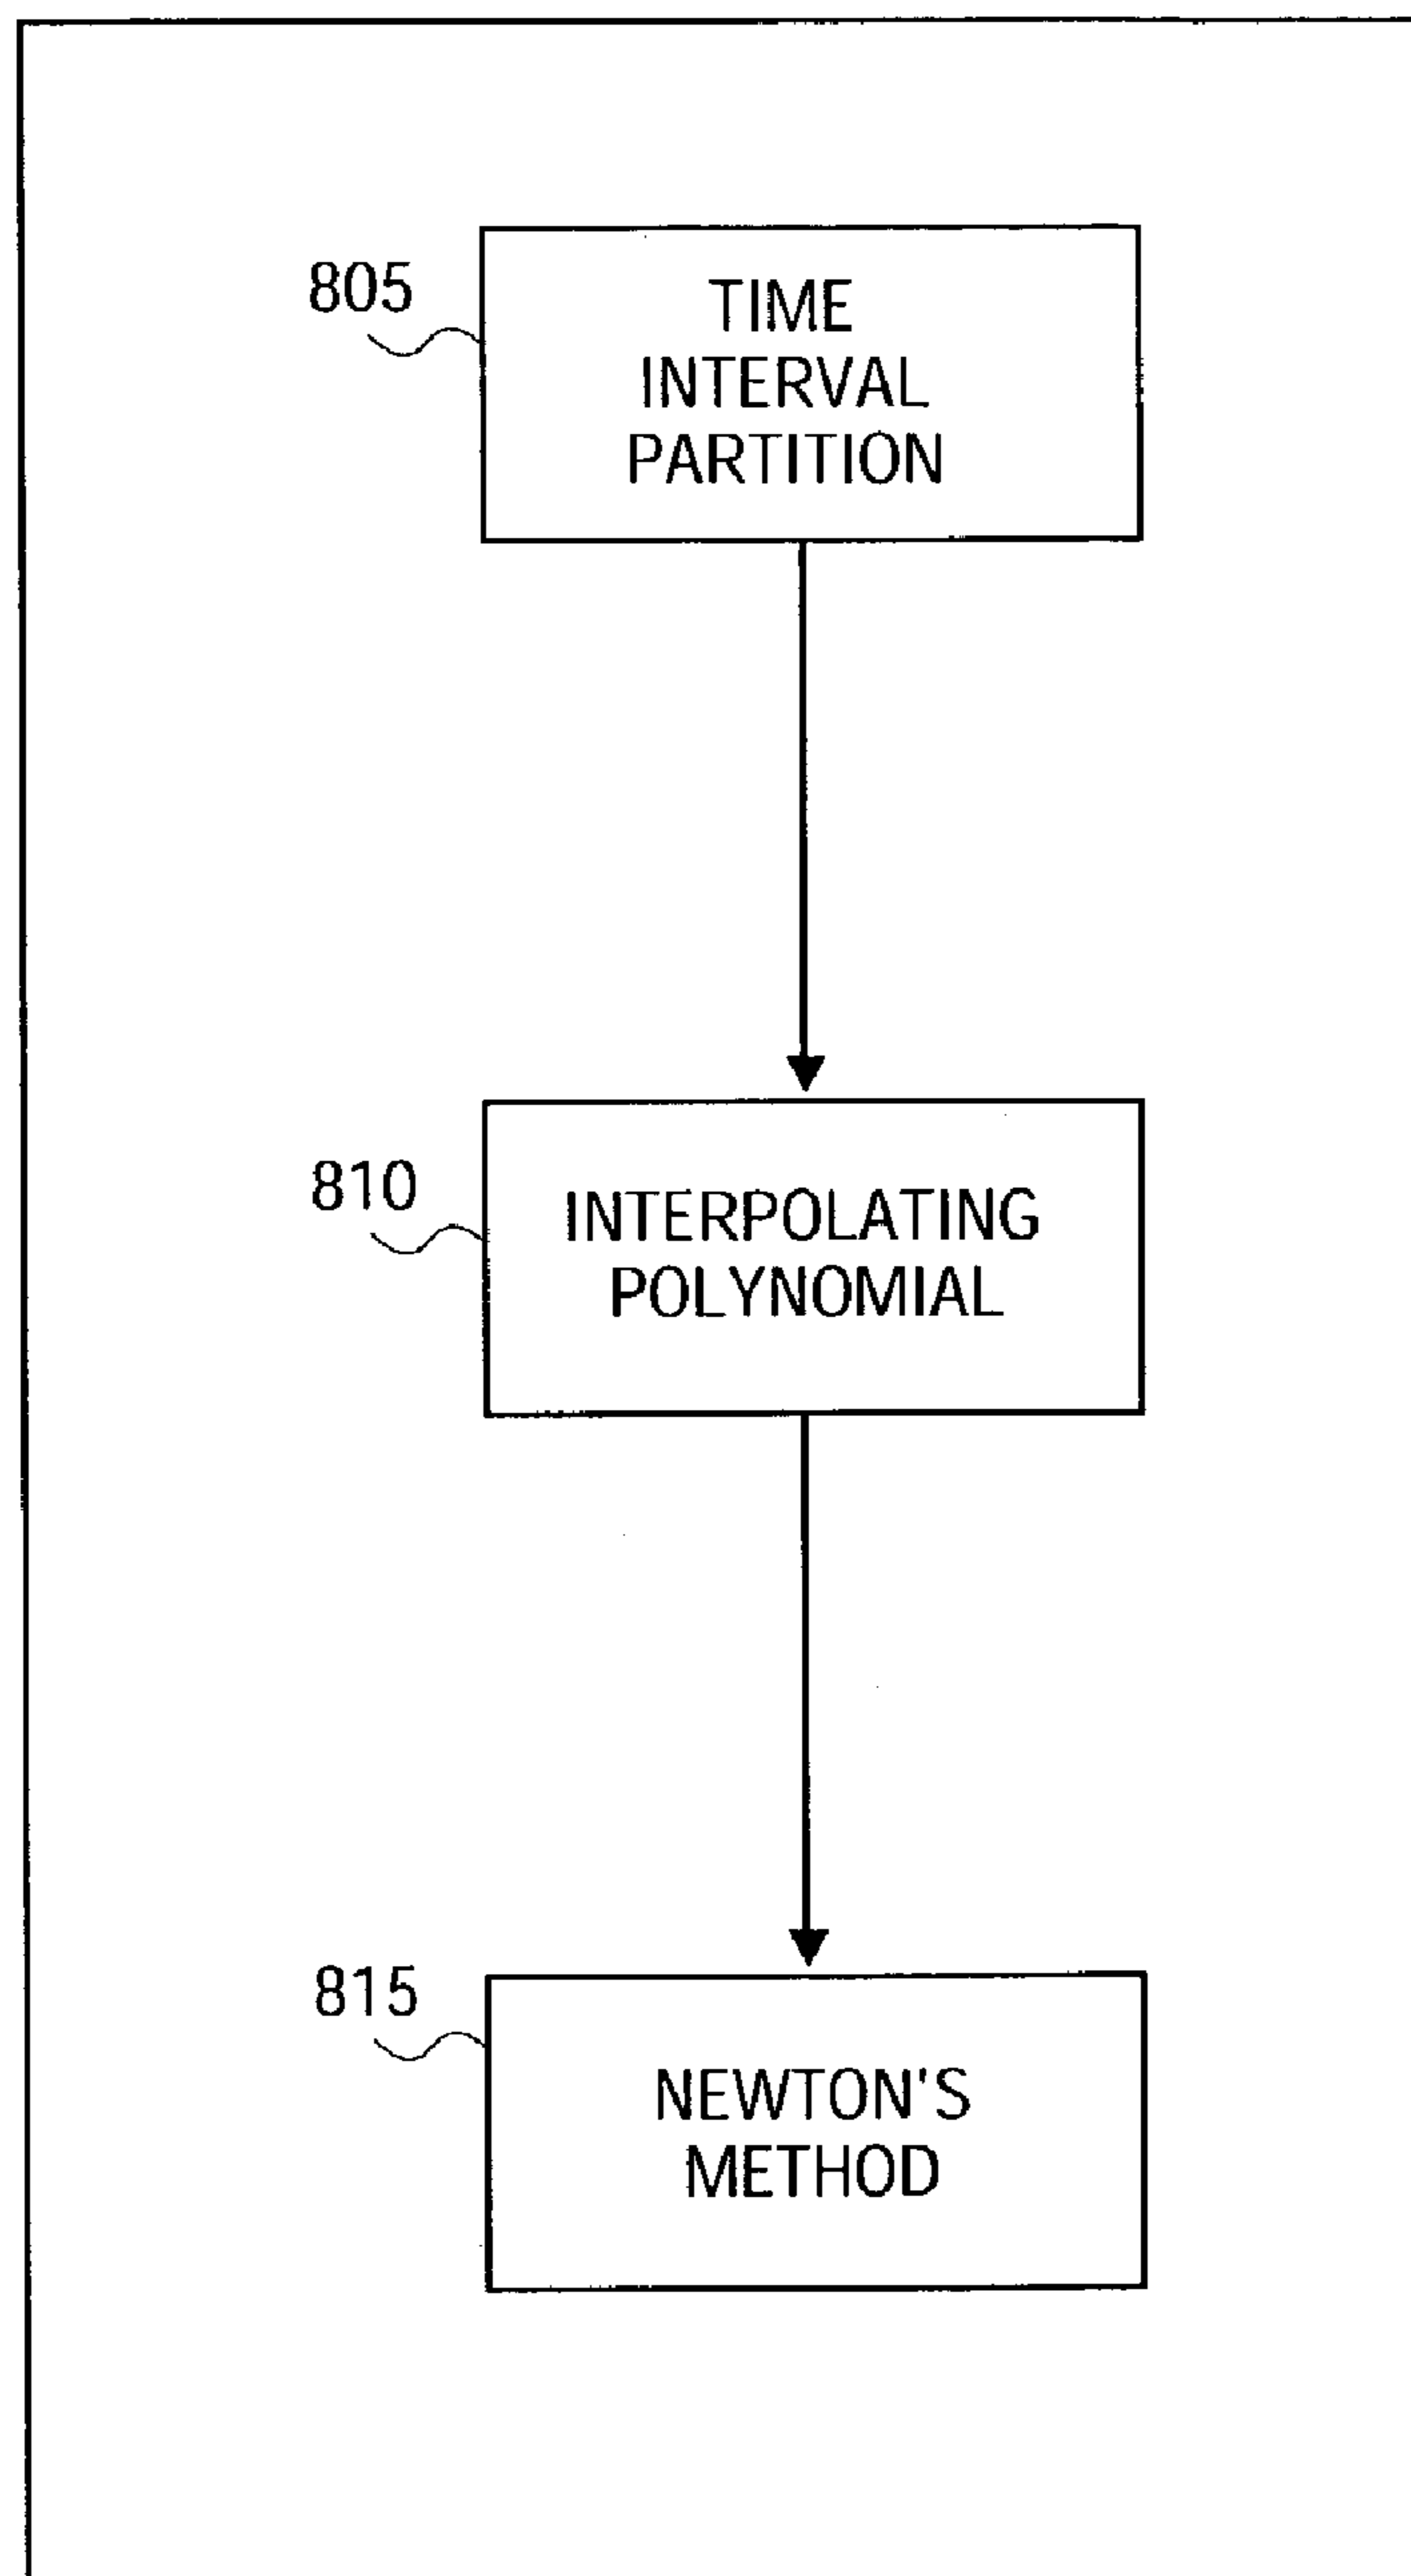 805
TIME
INTERVAL
PARTITION
810
INTERPOLATING
POLYNOMIAL
815
NEWTON'S
METHOD